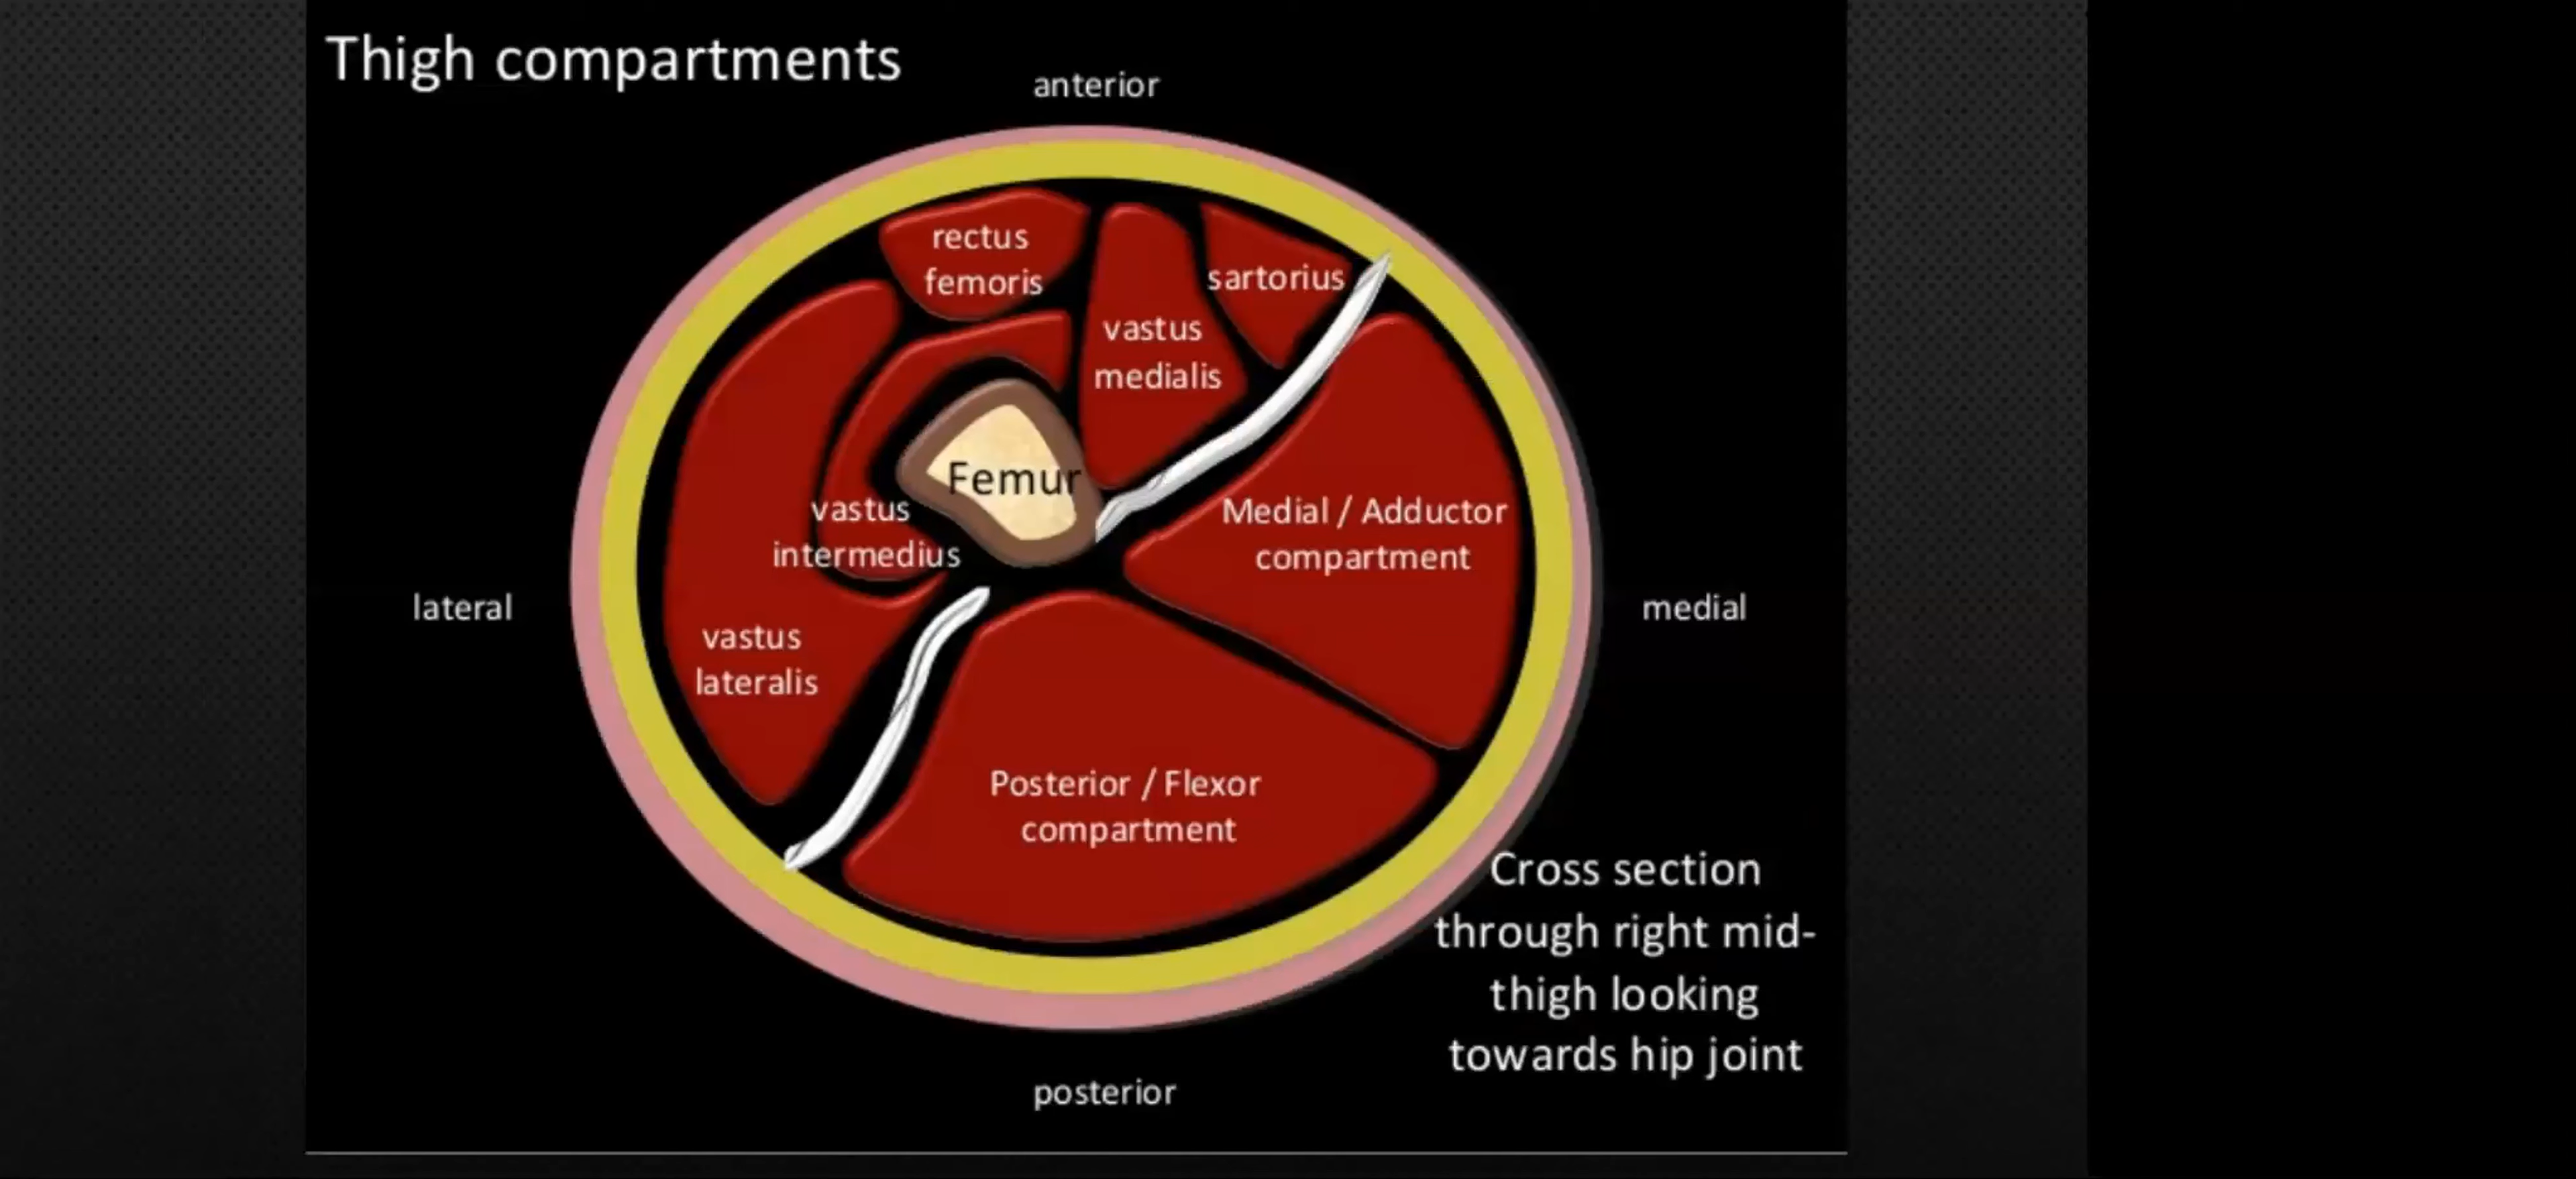 Thigh compartments
anterior
rectus
femoris
sartorius
vastus
medialis
Femur
vastus
intermedius
Medial / Adductor
compartment
lateral
medial
vastus
lateralis
Posterior / Flexor
compartment
Cross section
through right mid-
thigh looking
towards hip joint
posterior